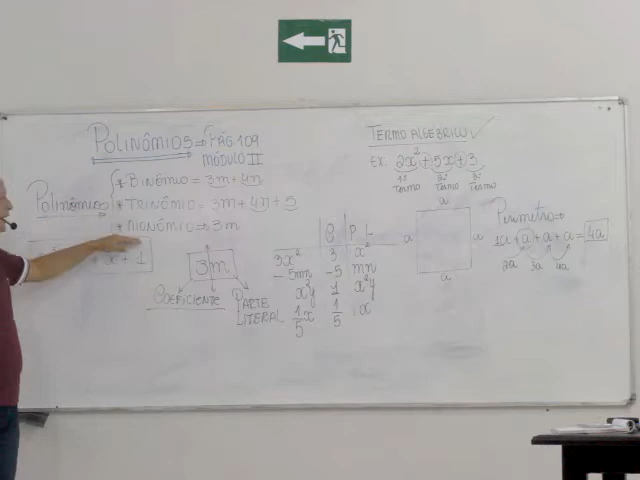 POLINÔMIOS ⇒ PÁG. 109
MÓDULO II
Polinômios
* BINÔMIO = 3m + 4n
* TRINÔMIO = 3m + 4n + 5
* MONÔMIO ⇒ 3m
+ x + 1
3m
COEFICIENTE
PARTE
LITERAL
C P L
3x² 3 x²
-5mn -5 mn
x²y 1 x²y
1/5x 1/5 x
TERMO ALGÉBRICO ✓
Ex: 2x² + 5x + 3
1º Termo 2º Termo 3º Termo
a
a a
a
Perímetro ⇒
1a + a + a + a = 4a
2a 3a 4a